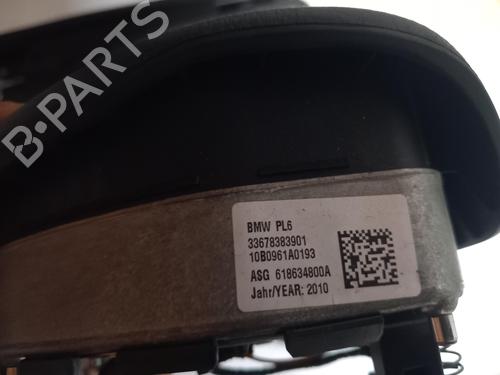 B-PARTS
BMW PL6
33678383901
10B0961A0193
ASG 618634800A
Jahr/YEAR: 2010